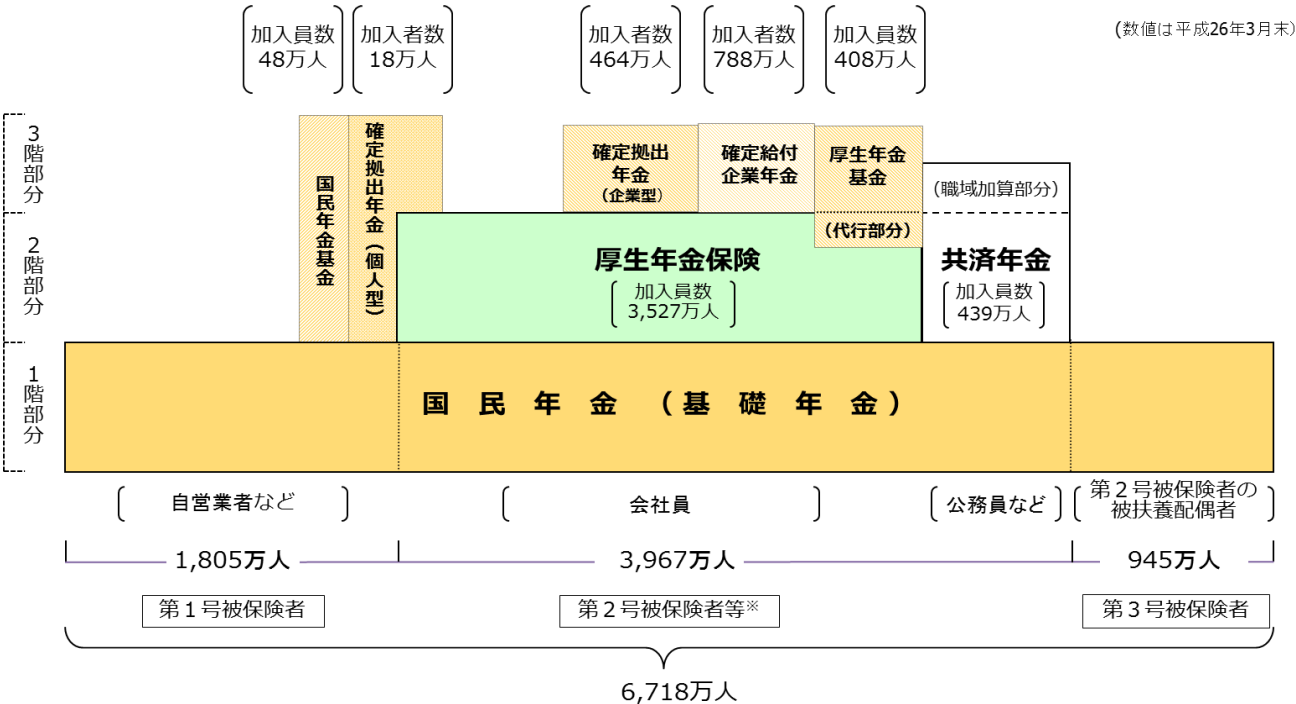 (数値は平成26年3月末)
加入員数
48万人
加入者数
18万人
加入者数
464万人
加入者数
788万人
加入員数
408万人
3階部分
国民年金基金
確定拠出年金(個人型)
確定拠出
年金
(企業型)
確定給付
企業年金
厚生年金
基金
(代行部分)
(職域加算部分)
2階部分
厚生年金保険
加入員数
3,527万人
共済年金
加入員数
439万人
1階部分
国民年金(基礎年金)
自営業者など
会社員
公務員など
第2号被保険者の
被扶養配偶者
1,805万人
3,967万人
945万人
第1号被保険者
第2号被保険者等※
第3号被保険者
6,718万人